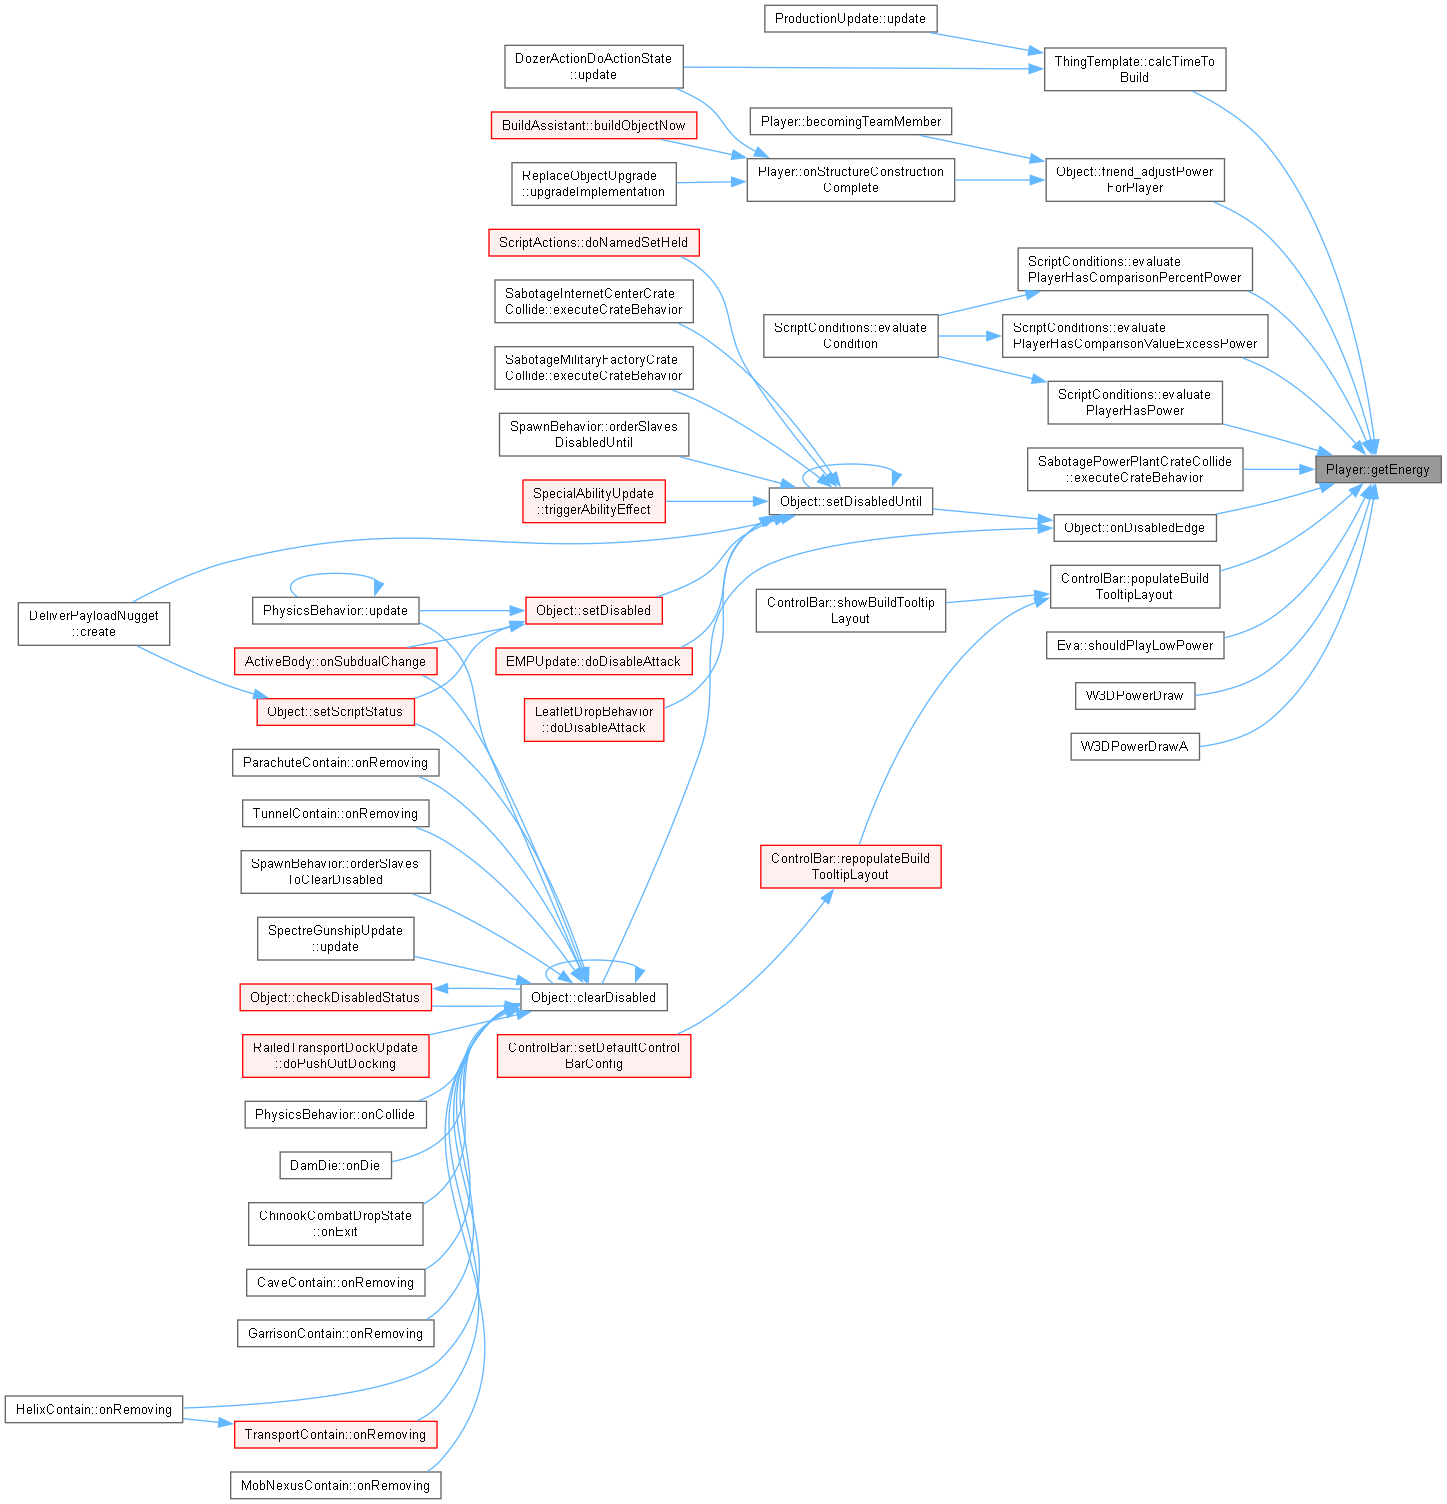 ProductionUpdate::update
DozerActionDoActionState
::update
ThingTemplate::calcTimeTo
Build
BuildAssistant::buildObjectNow
Player::becomingTeamMember
ReplaceObjectUpgrade
::upgradeImplementation
Player::onStructureConstruction
Complete
Object::friend_adjustPower
ForPlayer
ScriptActions::doNamedSetHeld
ScriptConditions::evaluate
PlayerHasComparisonPercentPower
SabotageInternetCenterCrate
Collide::executeCrateBehavior
ScriptConditions::evaluate
Condition
ScriptConditions::evaluate
PlayerHasComparisonValueExcessPower
SabotageMilitaryFactoryCrate
Collide::executeCrateBehavior
ScriptConditions::evaluate
PlayerHasPower
SpawnBehavior::orderSlaves
DisabledUntil
SabotagePowerPlantCrateCollide
::executeCrateBehavior
Player::getEnergy
SpecialAbilityUpdate
::triggerAbilityEffect
Object::setDisabledUntil
Object::onDisabledEdge
ControlBar::populateBuild
TooltipLayout
DeliverPayloadNugget
::create
PhysicsBehavior::update
Object::setDisabled
ControlBar::showBuildTooltip
Layout
Eva::shouldPlayLowPower
ActiveBody::onSubdualChange
EMPUpdate::doDisableAttack
W3DPowerDraw
Object::setScriptStatus
LeafletDropBehavior
::doDisableAttack
W3DPowerDrawA
ParachuteContain::onRemoving
TunnelContain::onRemoving
SpawnBehavior::orderSlaves
ToClearDisabled
ControlBar::repopulateBuild
TooltipLayout
SpectreGunshipUpdate
::update
Object::checkDisabledStatus
Object::clearDisabled
RailedTransportDockUpdate
::doPushOutDocking
ControlBar::setDefaultControl
BarConfig
PhysicsBehavior::onCollide
DamDie::onDie
ChinookCombatDropState
::onExit
CaveContain::onRemoving
GarrisonContain::onRemoving
HelixContain::onRemoving
TransportContain::onRemoving
MobNexusContain::onRemoving